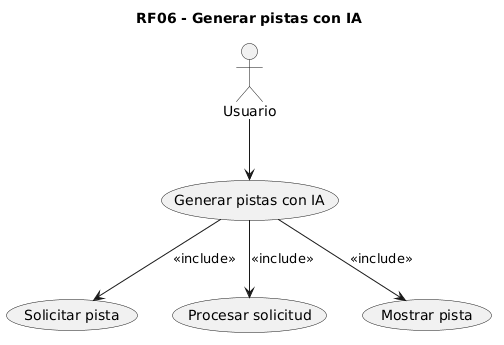 RF06 - Generar pistas con IA
Usuario
Generar pistas con IA
«include» «include» «include»
Solicitar pista Procesar solicitud Mostrar pista